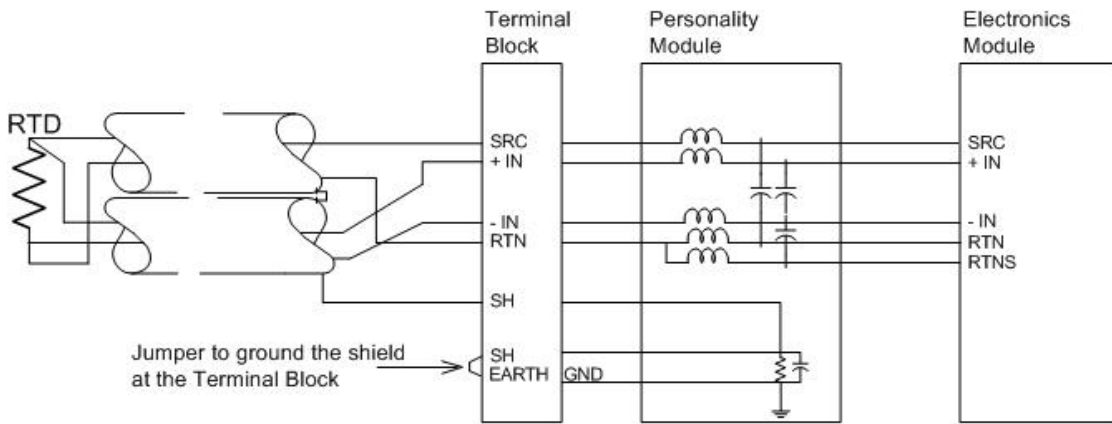 Terminal
Block
Personality
Module
Electronics
Module
RTD
SRC
+ IN
- IN
RTN
SH
SH
EARTH
GND
SRC
+ IN
- IN
RTN
RTNS
Jumper to ground the shield
at the Terminal Block